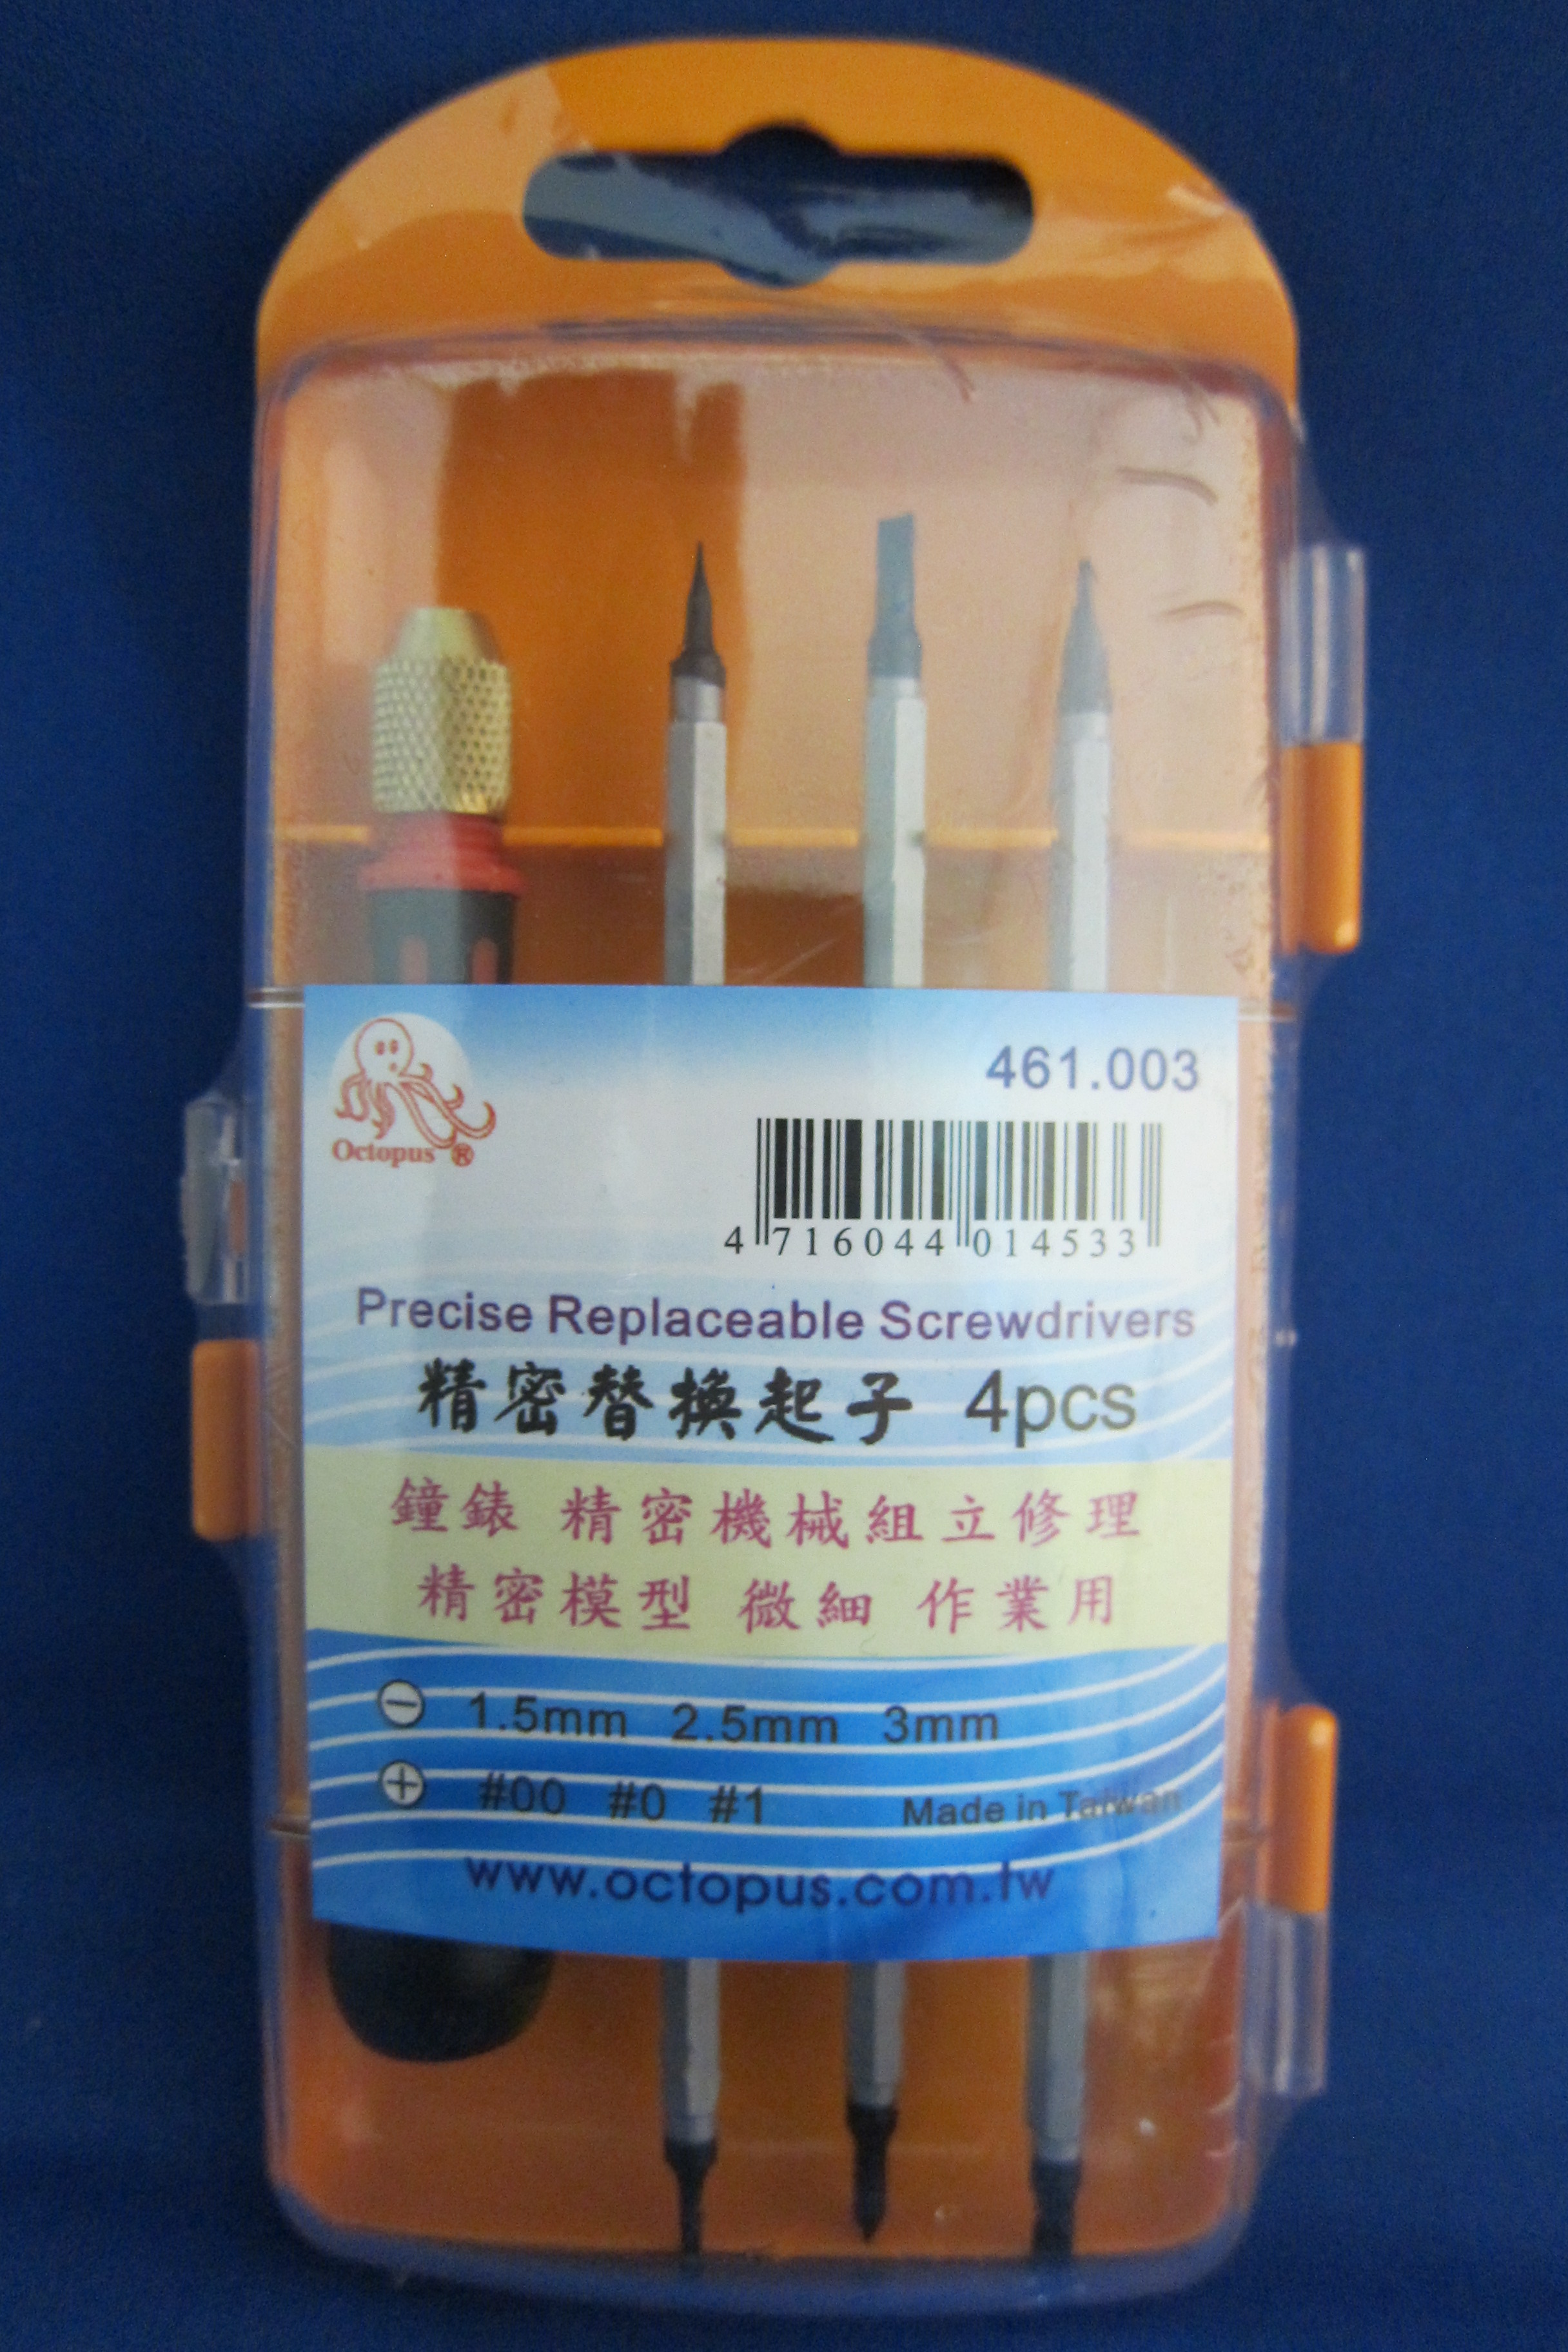 461.003
Octopus ®
4 716044 014533
Precise Replaceable Screwdrivers
精密替換起子 4pcs
鐘錶 精密機械組立修理
精密模型 微細 作業用
⊖ 1.5mm 2.5mm 3mm
⊕ #00 #0 #1 Made in Taiwan
www.octopus.com.tw